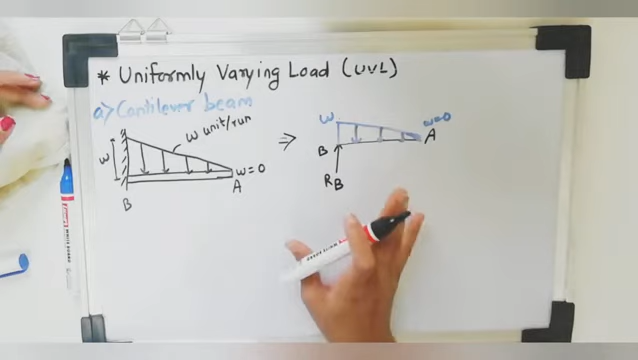 * Uniformly Varying Load (UVL)
a) Cantilever beam
w unit/run
w
w=0
A
B
⇒
w
w=0
B
A
RB